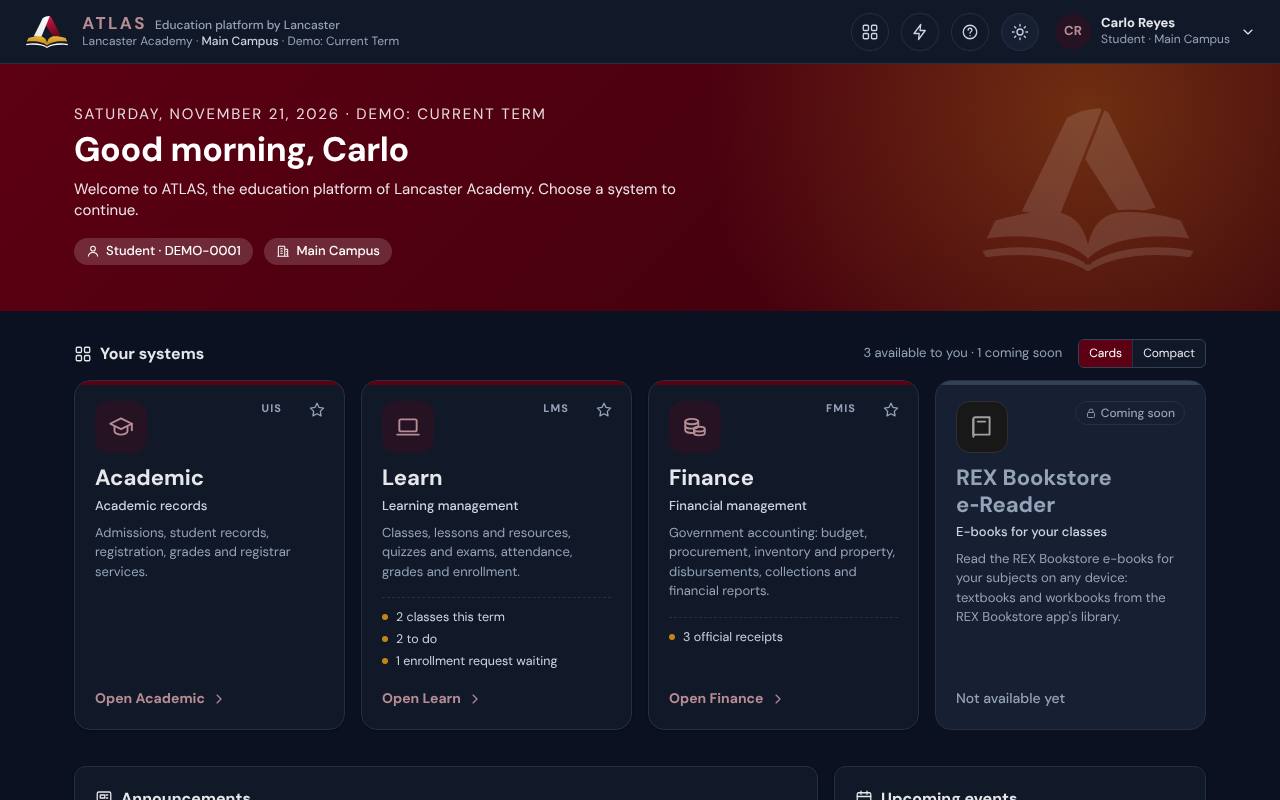 ATLAS Education platform by Lancaster
Lancaster Academy · Main Campus · Demo: Current Term
CR
Carlo Reyes
Student · Main Campus
SATURDAY, NOVEMBER 21, 2026 · DEMO: CURRENT TERM
Good morning, Carlo
Welcome to ATLAS, the education platform of Lancaster Academy. Choose a system to
continue.
Student · DEMO-0001
Main Campus
Your systems
3 available to you · 1 coming soon
Cards
Compact
UIS
Academic
Academic records
Admissions, student records,
registration, grades and registrar
services.
Open Academic
LMS
Learn
Learning management
Classes, lessons and resources,
quizzes and exams, attendance,
grades and enrollment.
2 classes this term
2 to do
1 enrollment request waiting
Open Learn
FMIS
Finance
Financial management
Government accounting: budget,
procurement, inventory and property,
disbursements, collections and
financial reports.
3 official receipts
Open Finance
Coming soon
REX Bookstore
e-Reader
E-books for your classes
Read the REX Bookstore e-books for
your subjects on any device:
textbooks and workbooks from the
REX Bookstore app's library.
Not available yet
Announcements
Upcoming events